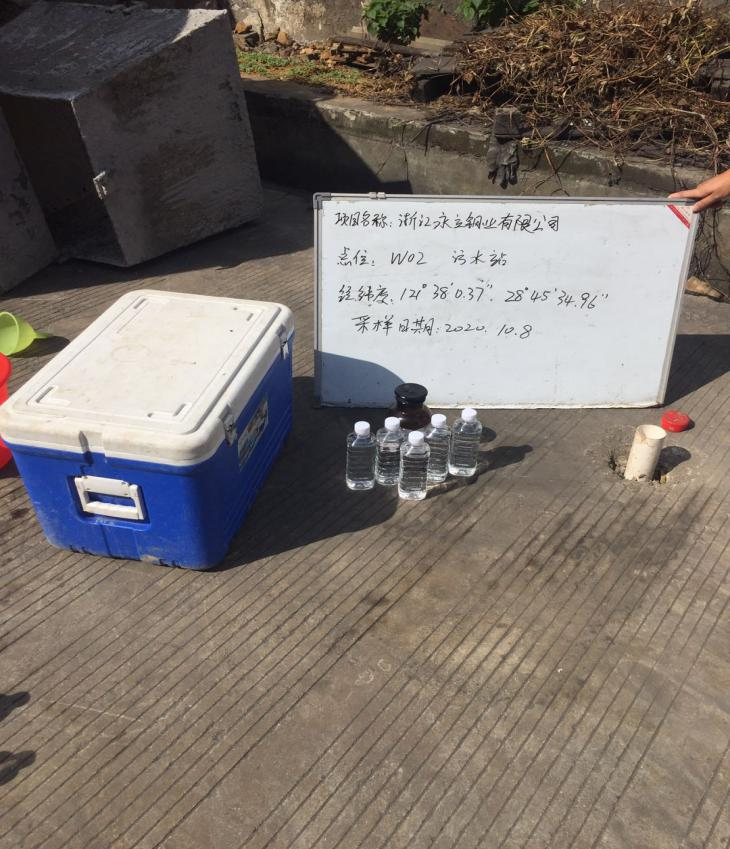 项目名称:浙江永立钢业有限公司
点位:W02 污水站
经纬度:121°38'0.37". 28°45'34.96"
采样日期:2020.10.8